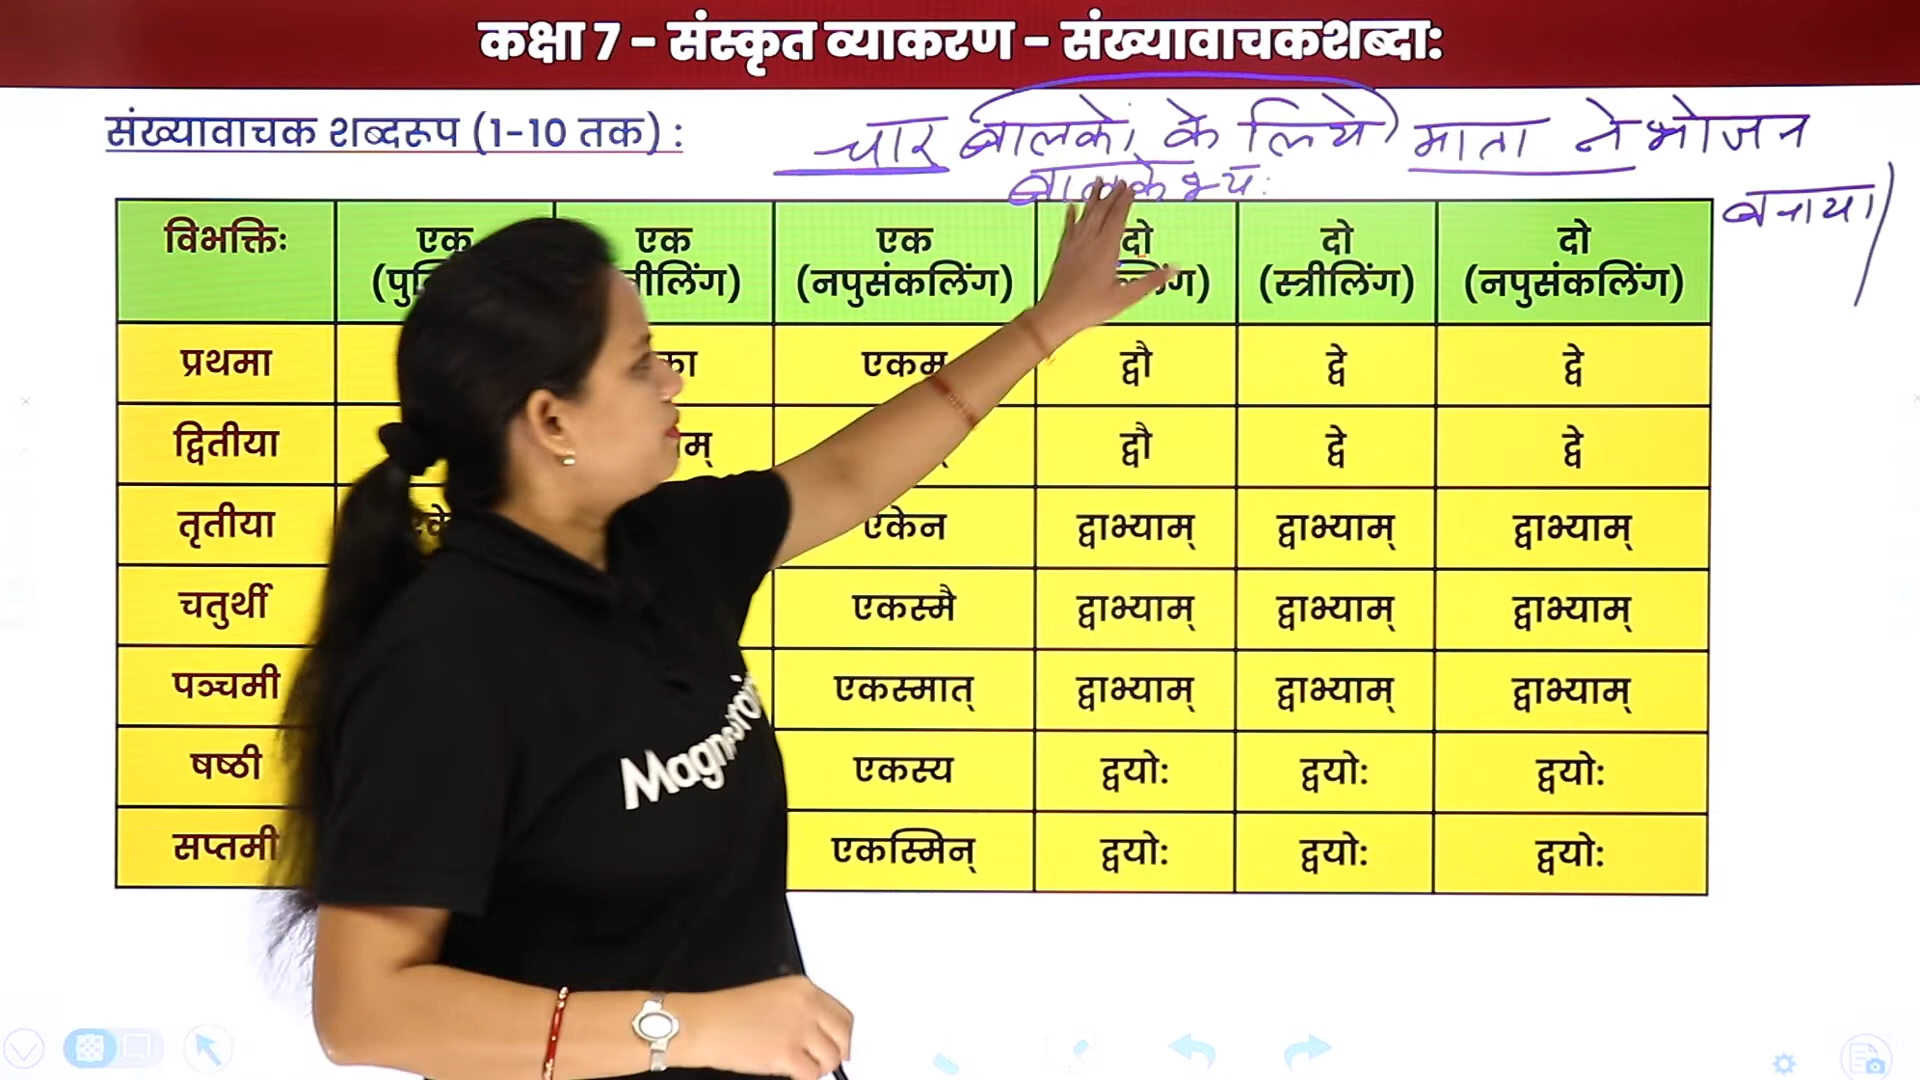 कक्षा 7 - संस्कृत व्याकरण - संख्यावाचकशब्दाः
संख्यावाचक शब्दरूप (1-10 तक) :
चार बालकों के लिये माता ने भोजन
बालकेभ्यः
बनाया।
विभक्तिः एक एक एक दो दो दो
(नपुसंकलिंग) (स्त्रीलिंग) (नपुसंकलिंग)
प्रथमा एकम द्वौ द्वे द्वे
द्वितीया द्वौ द्वे द्वे
तृतीया एकेन द्वाभ्याम् द्वाभ्याम् द्वाभ्याम्
चतुर्थी एकस्मै द्वाभ्याम् द्वाभ्याम् द्वाभ्याम्
पञ्चमी एकस्मात् द्वाभ्याम् द्वाभ्याम् द्वाभ्याम्
षष्ठी एकस्य द्वयोः द्वयोः द्वयोः
सप्तमी एकस्मिन् द्वयोः द्वयोः द्वयोः